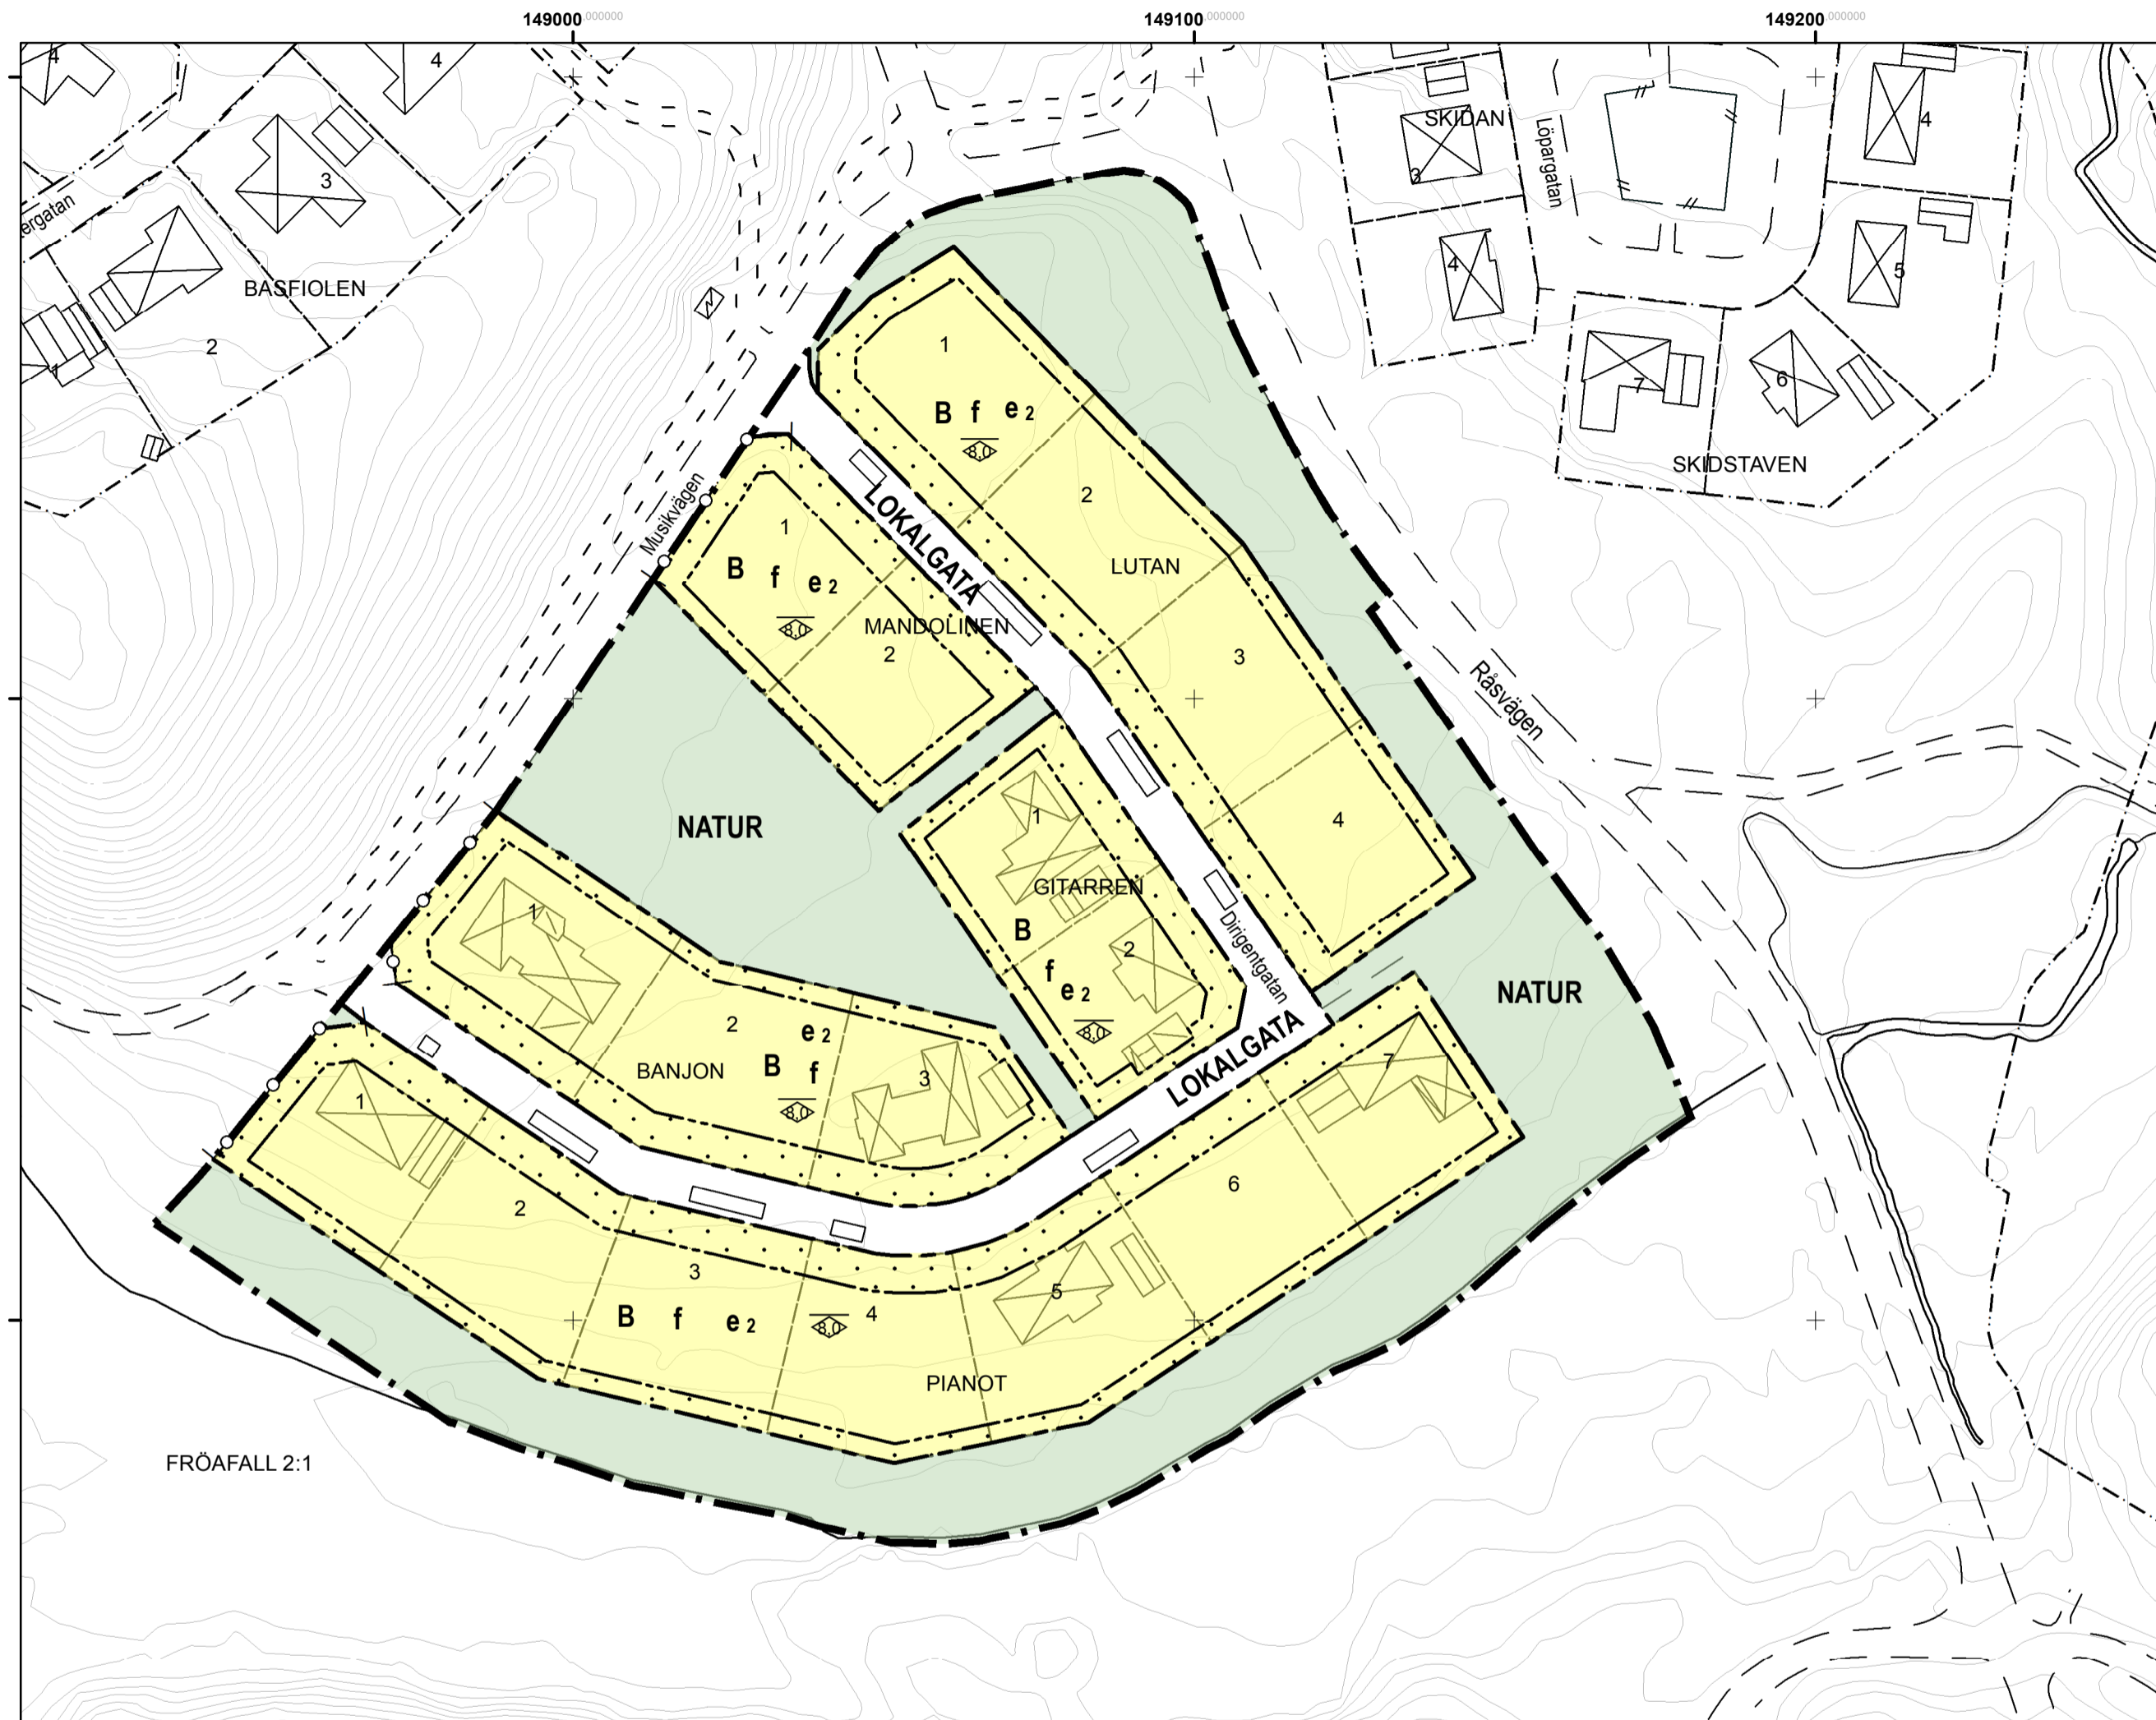 149000.000000
149100.000000
149200.000000
4
4
SKIDAN
Löpargatan
4
3
3
ergatan
BASFIOLEN
4
5
2
1
1
7
6
B f e2
8,0
SKIDSTAVEN
2
LOKALGATA
Musikvägen
1
B f e2
8,0
LUTAN
MANDOLINEN
2
3
Råsvägen
NATUR
1
4
GITARREN
1
B
2
f
e2
8,0
Dirigentgatan
NATUR
2
e2
B f
8,0
BANJON
3
LOKALGATA
7
1
2
6
3
B f e2
8,0
4
5
PIANOT
FRÖAFALL 2:1